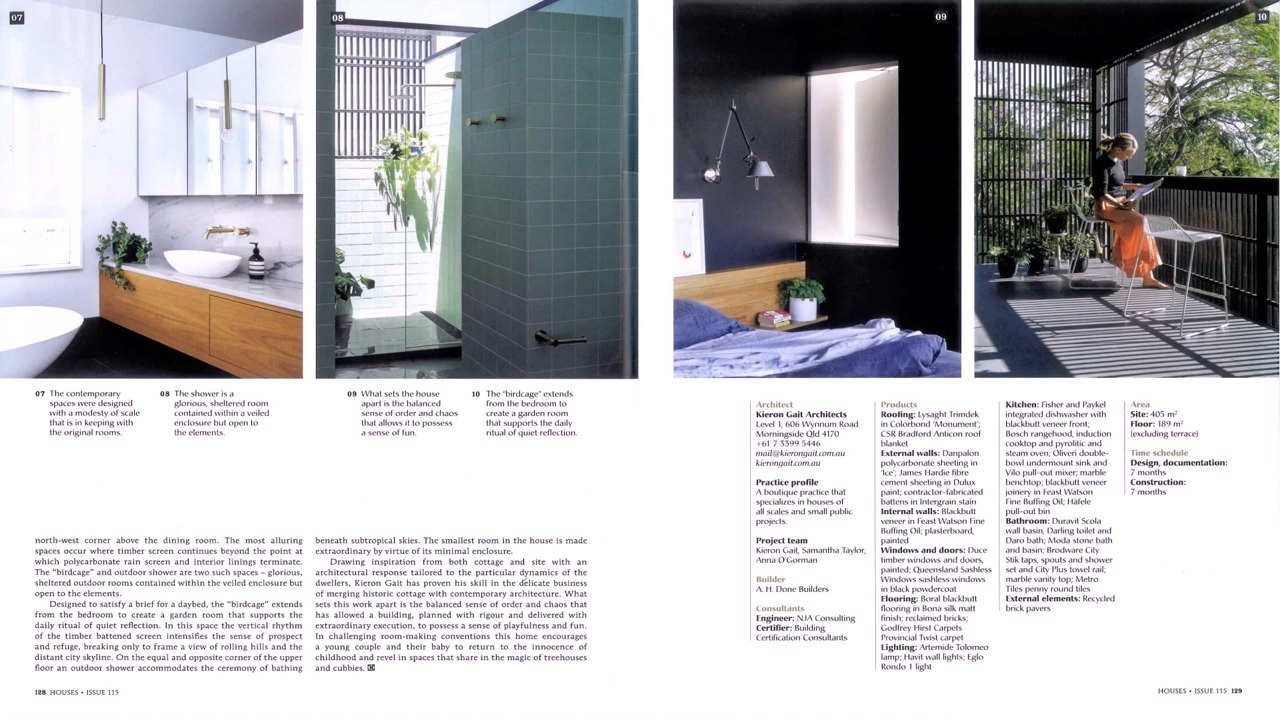 07
08
09
10
07 The contemporary
spaces were designed
with a modesty of scale
that is in keeping with
the original rooms.
08 The shower is a
glorious, sheltered room
contained within a veiled
enclosure but open to
the elements.
09 What sets the house
apart is the balanced
sense of order and chaos
that allows it to possess
a sense of fun.
10 The "birdcage" extends
from the bedroom to
create a garden room
that supports the daily
ritual of quiet reflection.
north-west corner above the dining room. The most alluring
spaces occur where timber screen continues beyond the point at
which polycarbonate rain screen and interior linings terminate.
The "birdcage" and outdoor shower are two such spaces – glorious,
sheltered outdoor rooms contained within the veiled enclosure but
open to the elements.
Designed to satisfy a brief for a daybed, the "birdcage" extends
from the bedroom to create a garden room that supports the
daily ritual of quiet reflection. In this space the vertical rhythm
of the timber battened screen intensifies the sense of prospect
and refuge, breaking only to frame a view of rolling hills and the
distant city skyline. On the equal and opposite corner of the upper
floor an outdoor shower accommodates the ceremony of bathing
beneath subtropical skies. The smallest room in the house is made
extraordinary by virtue of its minimal enclosure.
Drawing inspiration from both cottage and site with an
architectural response tailored to the particular dynamics of the
dwellers, Kieron Gait has proven his skill in the delicate business
of merging historic cottage with contemporary architecture. What
sets this work apart is the balanced sense of order and chaos that
has allowed a building, planned with rigour and delivered with
extraordinary execution, to possess a sense of playfulness and fun.
In challenging room-making conventions this home encourages
a young couple and their baby to return to the innocence of
childhood and revel in spaces that share in the magic of treehouses
and cubbies.
Architect
Kieron Gait Architects
Level 1, 606 Wynnum Road
Morningside Qld 4170
+61 7 3399 5446
mail@kierongait.com.au
kierongait.com.au
Practice profile
A boutique practice that
specializes in houses of
all scales and small public
projects.
Project team
Kieron Gait, Samantha Taylor,
Anna O'Gorman
Builder
A. H. Done Builders
Consultants
Engineer: NJA Consulting
Certifier: Building
Certification Consultants
Products
Roofing: Lysaght Trimdek
in Colorbond 'Monument';
CSR Bradford Anticon roof
blanket
External walls: Danpalon
polycarbonate sheeting in
'Ice'; James Hardie fibre
cement sheeting in Dulux
paint; contractor-fabricated
battens in Intergrain stain
Internal walls: Blackbutt
veneer in Feast Watson Fine
Buffing Oil; plasterboard,
painted
Windows and doors: Duce
timber windows and doors,
painted; Queensland Sashless
Windows sashless windows
in black powdercoat
Flooring: Boral blackbutt
flooring in Bona silk matt
finish; reclaimed bricks;
Godfrey Hirst Carpets
Provincial Twist carpet
Lighting: Artemide Tolomeo
lamp; Havit wall lights; Eglo
Rondo 1 light
Kitchen: Fisher and Paykel
integrated dishwasher with
blackbutt veneer front;
Bosch rangehood, induction
cooktop and pyrolitic and
steam oven; Oliveri double-
bowl undermount sink and
Vilo pull-out mixer; marble
benchtop; blackbutt veneer
joinery in Feast Watson
Fine Buffing Oil; Häfele
pull-out bin
Bathroom: Duravit Scola
wall basin, Darling toilet and
Daro bath; Moda stone bath
and basin; Brodware City
Stik taps, spouts and shower
set and City Plus towel rail;
marble vanity top; Metro
Tiles penny round tiles
External elements: Recycled
brick pavers
Area
Site: 405 m²
Floor: 189 m²
(excluding terrace)
Time schedule
Design, documentation:
7 months
Construction:
7 months
128 HOUSES • ISSUE 115
HOUSES • ISSUE 115 129